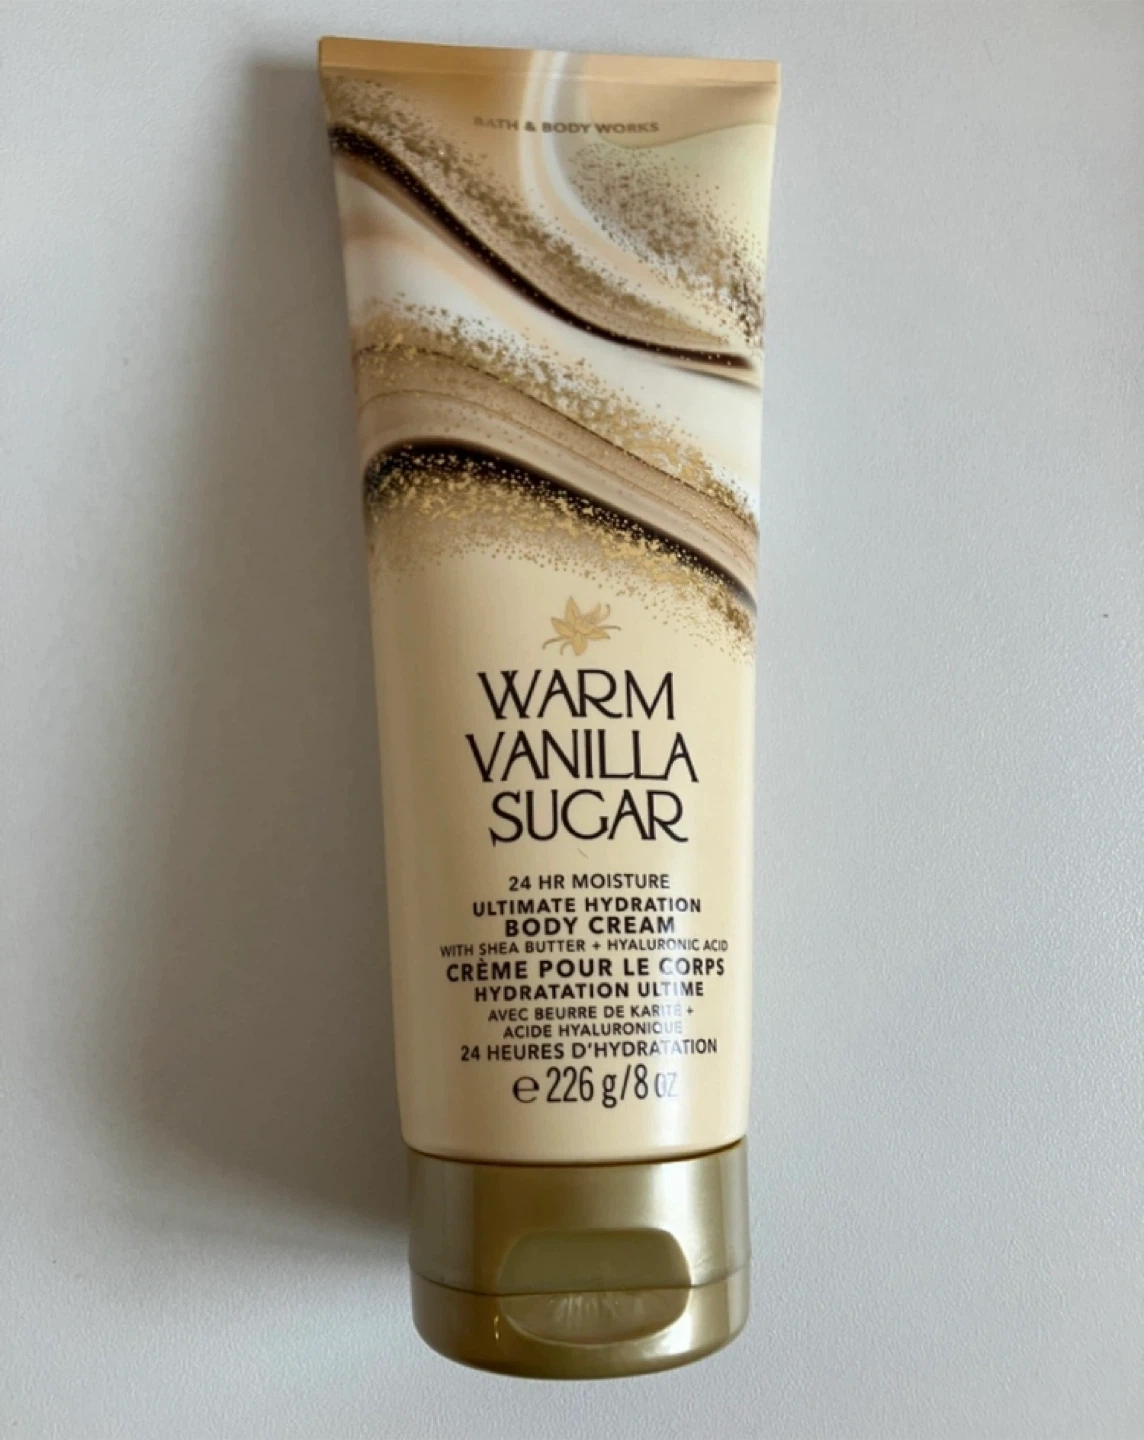 BATH & BODY WORKS
WARM
VANILLA
SUGAR
24 HR MOISTURE
ULTIMATE HYDRATION
BODY CREAM
WITH SHEA BUTTER + HYALURONIC ACID
CRÈME POUR LE CORPS
HYDRATATION ULTIME
AVEC BEURRE DE KARITÉ +
ACIDE HYALURONIQUE
24 HEURES D'HYDRATATION
℮ 226 g/8 oz